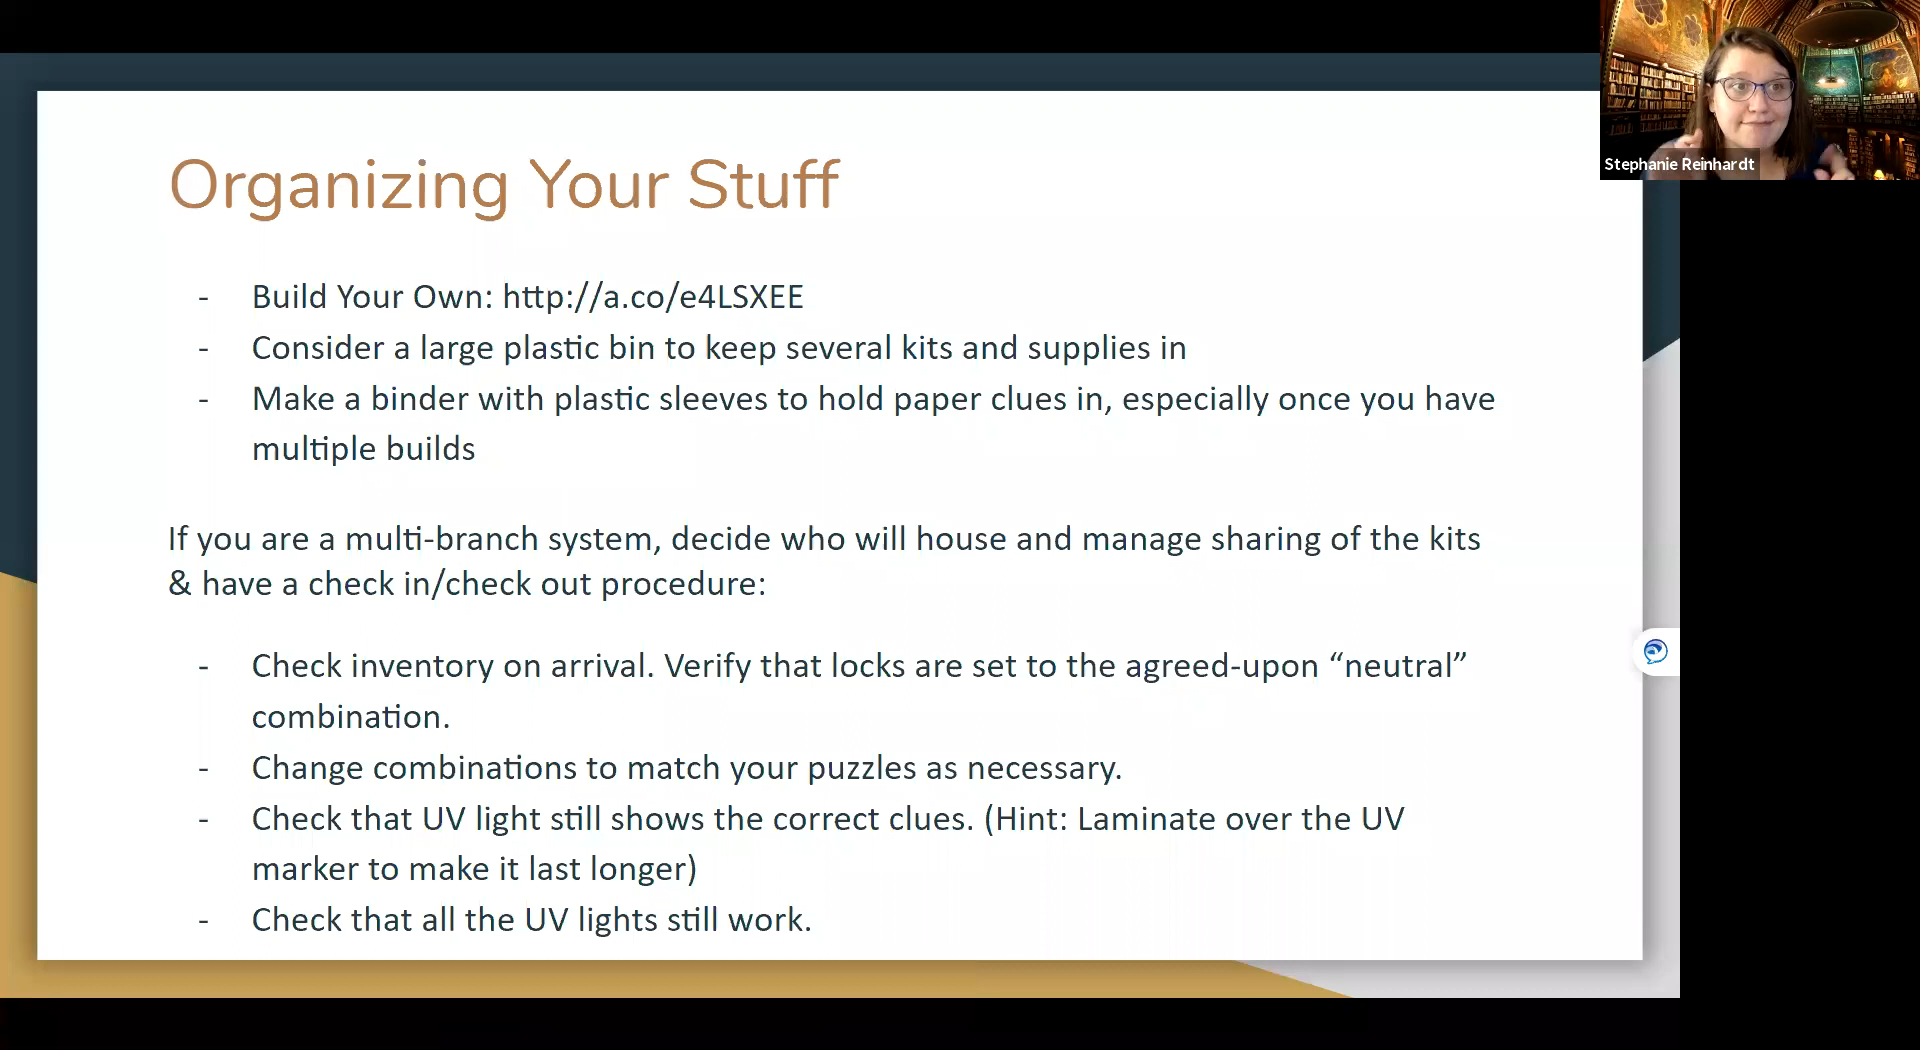 Organizing Your Stuff
- Build Your Own: http://a.co/e4LSXEE
- Consider a large plastic bin to keep several kits and supplies in
- Make a binder with plastic sleeves to hold paper clues in, especially once you have
multiple builds
If you are a multi-branch system, decide who will house and manage sharing of the kits
& have a check in/check out procedure:
- Check inventory on arrival. Verify that locks are set to the agreed-upon “neutral”
combination.
- Change combinations to match your puzzles as necessary.
- Check that UV light still shows the correct clues. (Hint: Laminate over the UV
marker to make it last longer)
- Check that all the UV lights still work.
Stephanie Reinhardt